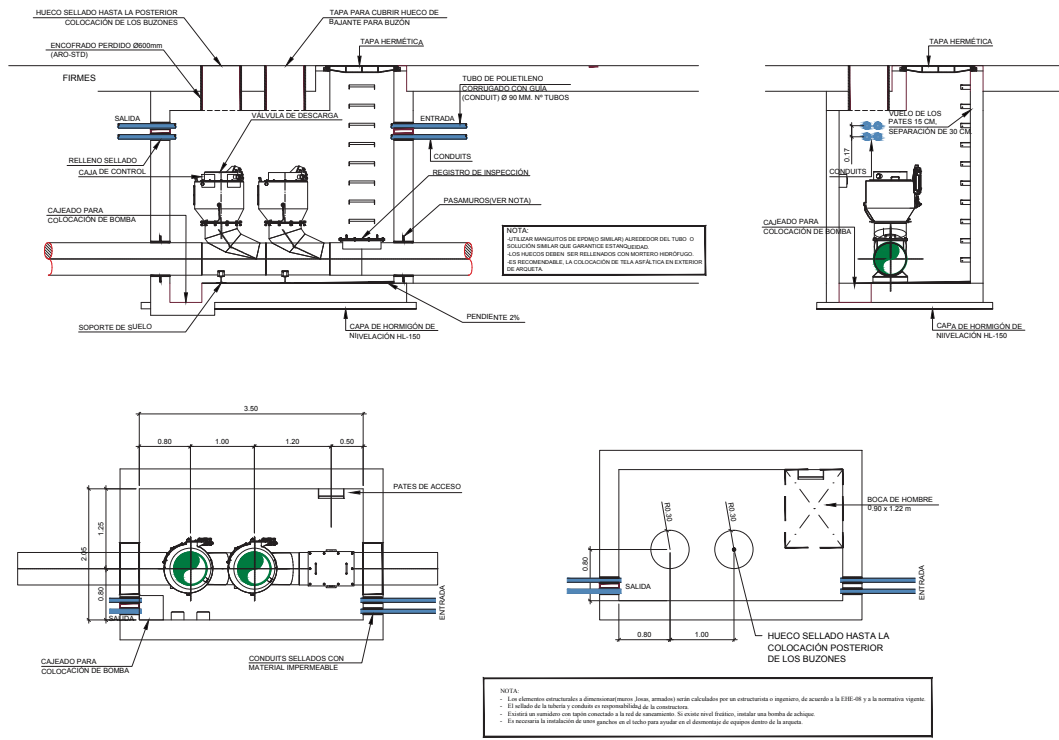 HUECO SELLADO HASTA LA POSTERIOR
COLOCACIÓN DE LOS BUZONES
TAPA PARA CUBRIR HUECO DE
BAJANTE PARA BUZÓN
ENCOFRADO PERDIDO Ø600mm
(ARO-STD)
TAPA HERMÉTICA
FIRMES
TUBO DE POLIETILENO
CORRUGADO CON GUÍA
(CONDUIT) Ø 90 MM. Nº TUBOS
SALIDA
VÁLVULA DE DESCARGA
ENTRADA
RELLENO SELLADO
CONDUITS
CAJA DE CONTROL
REGISTRO DE INSPECCIÓN
CAJEADO PARA
COLOCACIÓN DE BOMBA
PASAMUROS(VER NOTA)
NOTA:
-UTILIZAR MANGUITOS DE EPDM(O SIMILAR) ALREDEDOR DEL TUBO O
SOLUCIÓN SIMILAR QUE GARANTICE ESTANQUEIDAD.
-LOS HUECOS DEBEN SER RELLENADOS CON MORTERO HIDRÓFUGO.
-ES RECOMENDABLE, LA COLOCACIÓN DE TELA ASFÁLTICA EN EXTERIOR
DE ARQUETA.
SOPORTE DE SUELO
PENDIENTE 2%
CAPA DE HORMIGÓN DE
NIIVELACIÓN HL-150
TAPA HERMÉTICA
VUELO DE LOS
PATES 15 CM,
SEPARACIÓN DE 30 CM.
0.17
CONDUITS
CAJEADO PARA
COLOCACIÓN DE BOMBA
CAPA DE HORMIGÓN DE
NIIVELACIÓN HL-150
3.50
0.80
1.00
1.20
0.50
PATES DE ACCESO
1.25
2.05
0.80
SALIDA
ENTRADA
CAJEADO PARA
COLOCACIÓN DE BOMBA
CONDUITS SELLADOS CON
MATERIAL IMPERMEABLE
R0.30
R0.30
BOCA DE HOMBRE
0.90 x 1.22 m
0.80
SALIDA
ENTRADA
0.80
1.00
HUECO SELLADO HASTA LA
COLOCACIÓN POSTERIOR
DE LOS BUZONES
NOTA:
- Los elementos estructurales a dimensionar(muros ,losas, armados) serán calculados por un estructurista o ingeniero, de acuerdo a la EHE-08 y a la normativa vigente.
- El sellado de la tubería y conduits es responsabilidad de la constructora.
- Existirá un sumidero con tapón conectado a la red de saneamiento. Si existe nivel freático, instalar una bomba de achique.
- Es necesaria la instalación de unos ganchos en el techo para ayudar en el desmontaje de equipos dentro de la arqueta.